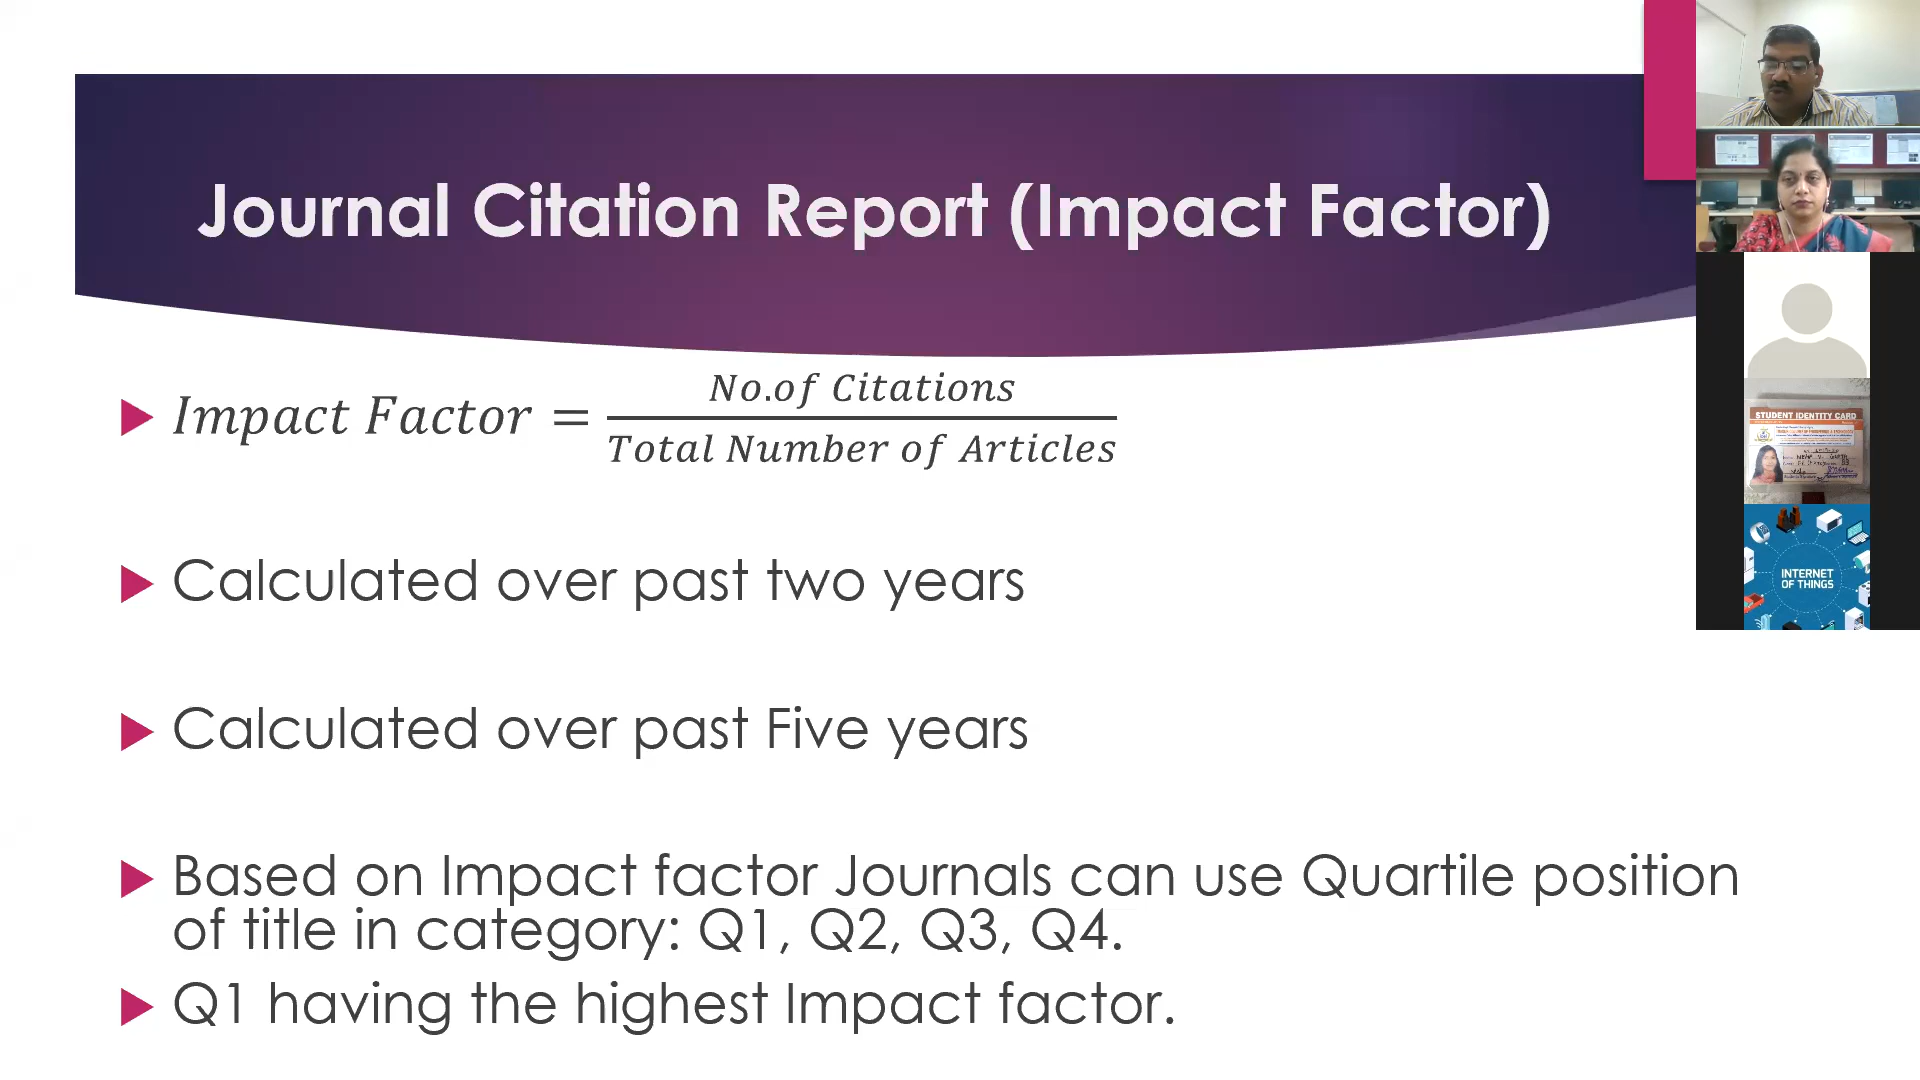 Journal Citation Report (Impact Factor)
Impact Factor = No.of Citations / Total Number of Articles
Calculated over past two years
Calculated over past Five years
Based on Impact factor Journals can use Quartile position
of title in category: Q1, Q2, Q3, Q4.
Q1 having the highest Impact factor.
STUDENT IDENTITY CARD
INTERNET
OF THINGS